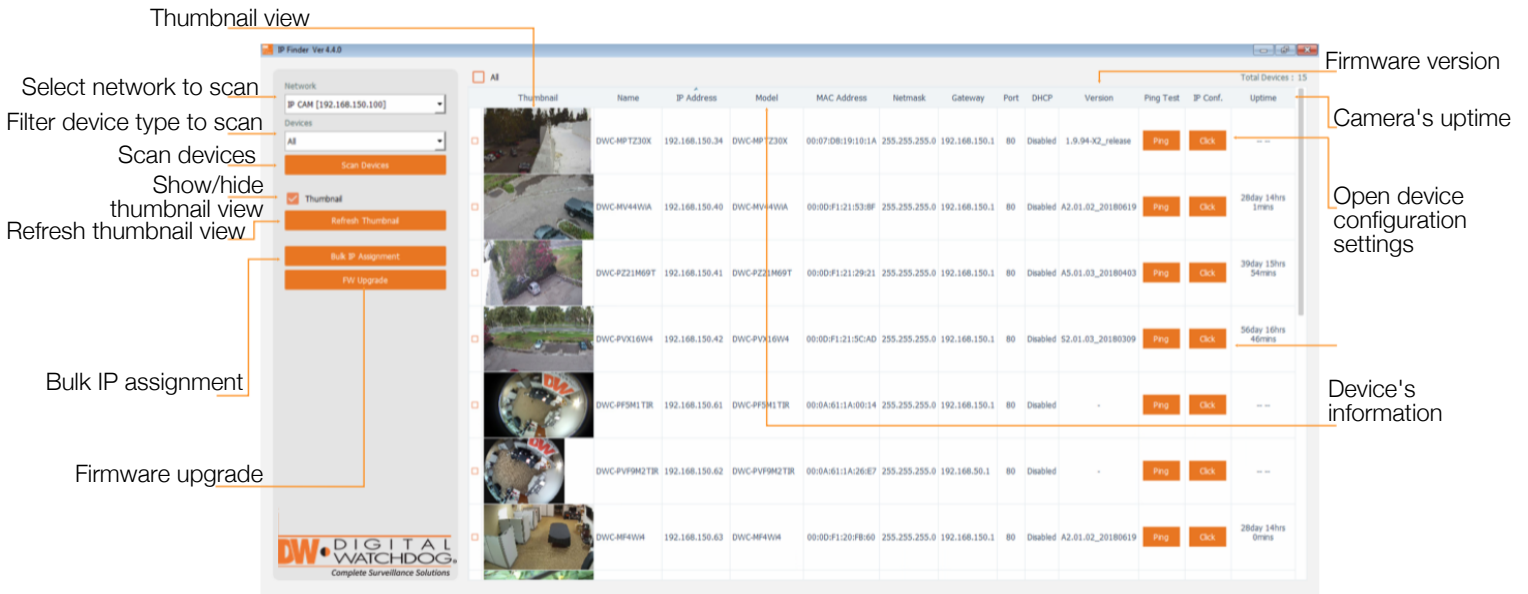 Thumbnail view
IP Finder Ver 4.4.0
Select network to scan
Filter device type to scan
Scan devices
Show/hide
thumbnail view
Refresh thumbnail view
Bulk IP assignment
Firmware upgrade
Network
IP CAM [192.168.150.100]
Devices
All
Scan Devices
Thumbnail
Refresh Thumbnail
Bulk IP Assignment
FW Upgrade
DW DIGITAL
WATCHDOG
Complete Surveillance Solutions
All
Total Devices : 15
Thumbnail Name IP Address Model MAC Address Netmask Gateway Port DHCP Version Ping Test IP Conf. Uptime
DWC-MPTZ30X 192.168.150.34 DWC-MPTZ30X 00:07:D8:19:10:1A 255.255.255.0 192.168.150.1 80 Disabled 1.9.94-X2_release Ping Click -- --
DWC-MV44WiA 192.168.150.40 DWC-MV44WiA 00:0D:F1:21:53:8F 255.255.255.0 192.168.150.1 80 Disabled A2.01.02_20180619 Ping Click 28day 14hrs
1mins
DWC-PZ21M69T 192.168.150.41 DWC-PZ21M69T 00:0D:F1:21:29:21 255.255.255.0 192.168.150.1 80 Disabled A5.01.03_20180403 Ping Click 39day 15hrs
54mins
DWC-PVX16W4 192.168.150.42 DWC-PVX16W4 00:0D:F1:21:5C:AD 255.255.255.0 192.168.150.1 80 Disabled S2.01.03_20180309 Ping Click 56day 16hrs
46mins
DWC-PF5M1TIR 192.168.150.61 DWC-PF5M1TIR 00:0A:61:1A:00:14 255.255.255.0 192.168.150.1 80 Disabled - Ping Click -- --
DWC-PVF9M2TIR 192.168.150.62 DWC-PVF9M2TIR 00:0A:61:1A:26:E7 255.255.255.0 192.168.50.1 80 Disabled - Ping Click -- --
DWC-MF4Wi4 192.168.150.63 DWC-MF4Wi4 00:0D:F1:20:FB:60 255.255.255.0 192.168.150.1 80 Disabled A2.01.02_20180619 Ping Click 28day 14hrs
0mins
Firmware version
Camera's uptime
Open device
configuration
settings
Device's
information